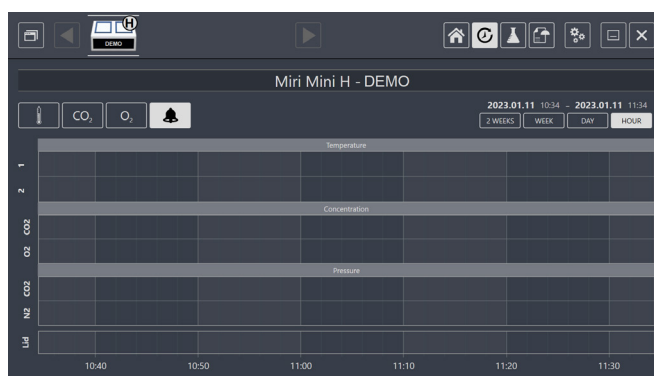 H
DEMO
Miri Mini H - DEMO
CO₂
O₂
2023.01.11 10:34 - 2023.01.11 11:34
2 WEEKS
WEEK
DAY
HOUR
Temperature
1
2
Concentration
CO2
O2
Pressure
CO2
N2
Lid
10:40
10:50
11:00
11:10
11:20
11:30